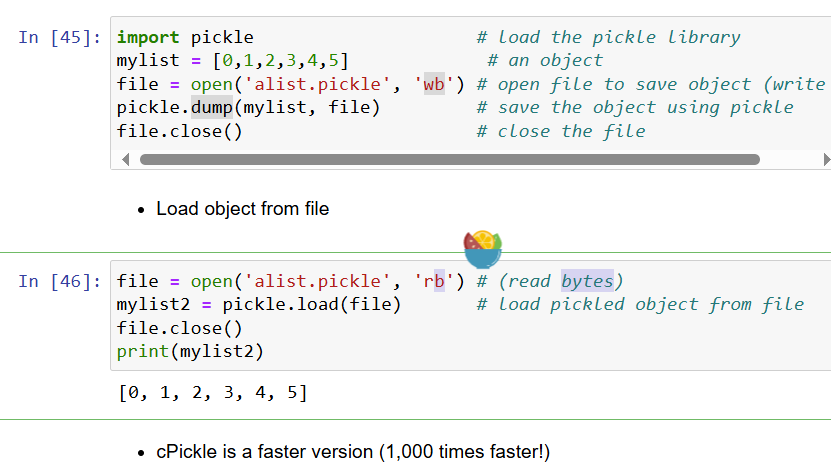 In [45]: import pickle # load the pickle library
mylist = [0,1,2,3,4,5] # an object
file = open('alist.pickle', 'wb') # open file to save object (write
pickle.dump(mylist, file) # save the object using pickle
file.close() # close the file
• Load object from file
In [46]: file = open('alist.pickle', 'rb') # (read bytes)
mylist2 = pickle.load(file) # load pickled object from file
file.close()
print(mylist2)
[0, 1, 2, 3, 4, 5]
• cPickle is a faster version (1,000 times faster!)